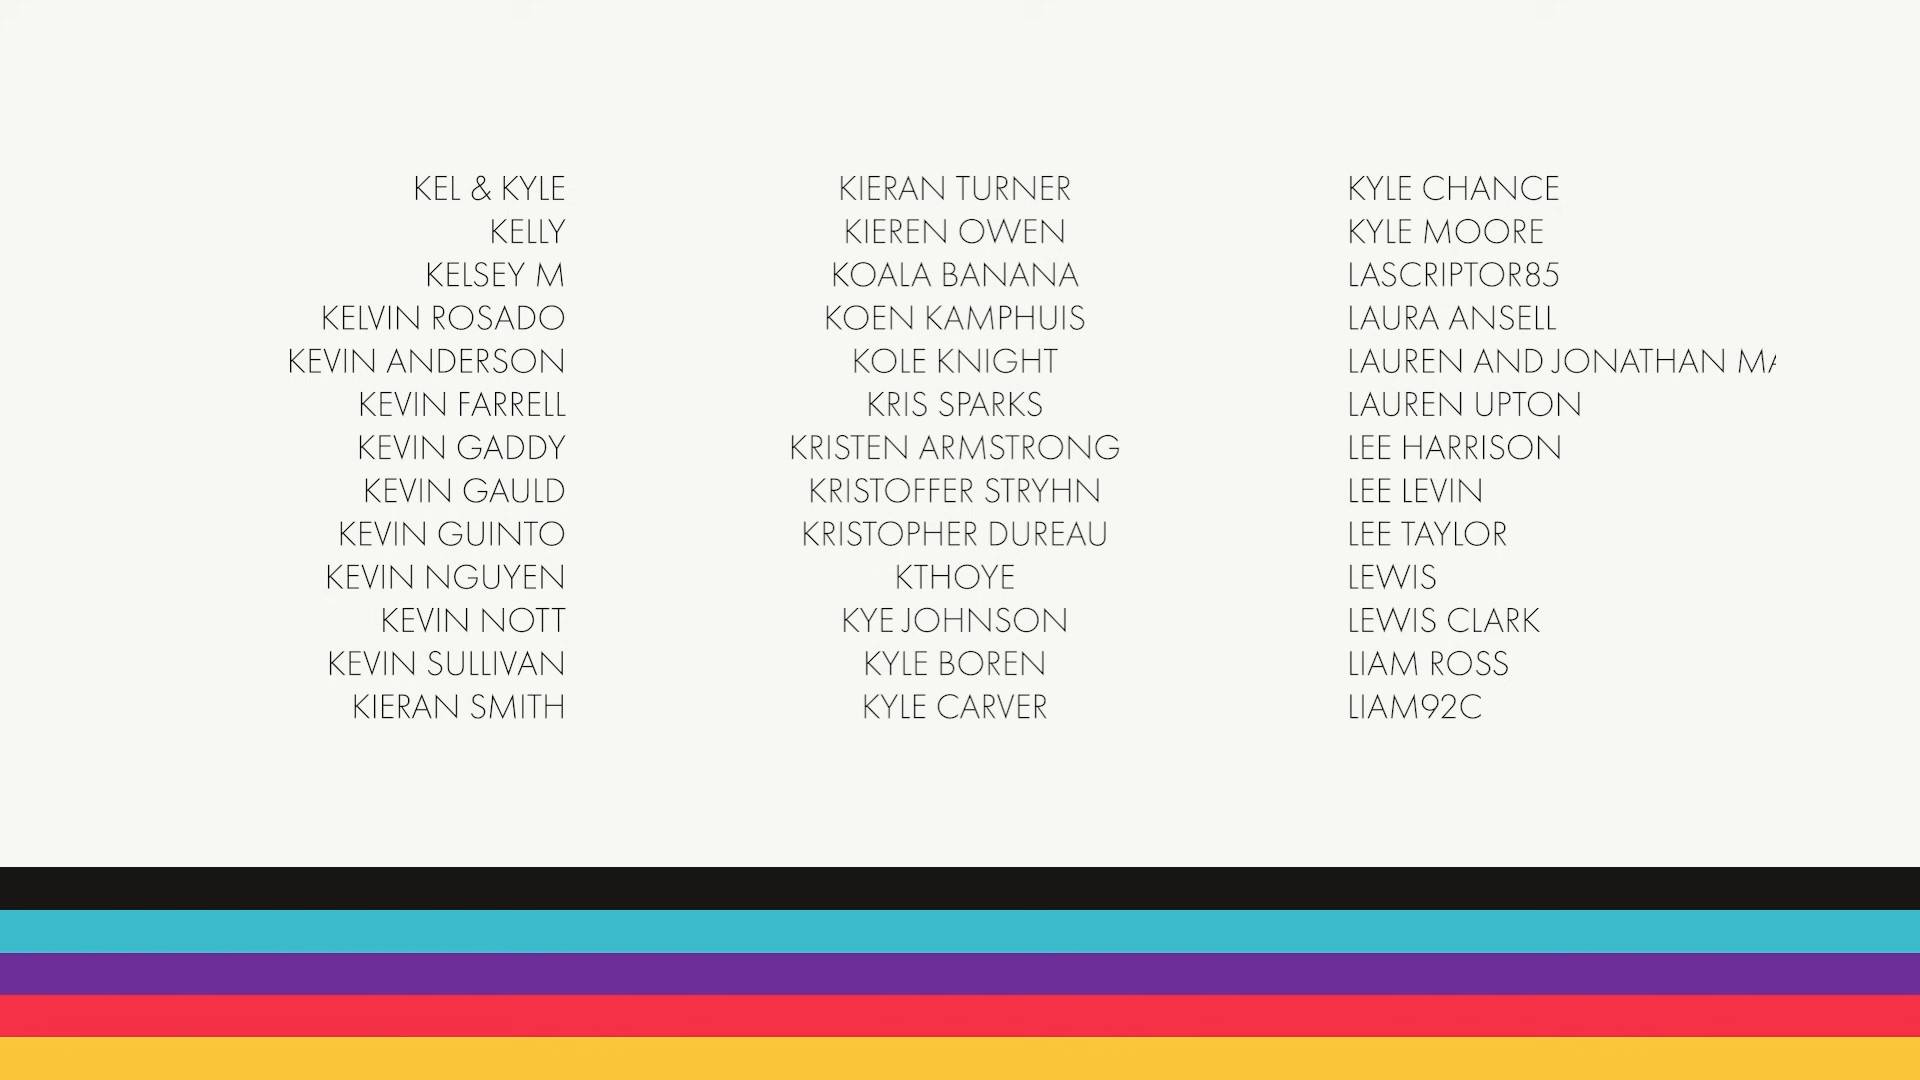 KEL & KYLE
KELLY
KELSEY M
KELVIN ROSADO
KEVIN ANDERSON
KEVIN FARRELL
KEVIN GADDY
KEVIN GAULD
KEVIN GUINTO
KEVIN NGUYEN
KEVIN NOTT
KEVIN SULLIVAN
KIERAN SMITH
KIERAN TURNER
KIEREN OWEN
KOALA BANANA
KOEN KAMPHUIS
KOLE KNIGHT
KRIS SPARKS
KRISTEN ARMSTRONG
KRISTOFFER STRYHN
KRISTOPHER DUREAU
KTHOYE
KYE JOHNSON
KYLE BOREN
KYLE CARVER
KYLE CHANCE
KYLE MOORE
LASCRIPTOR85
LAURA ANSELL
LAUREN AND JONATHAN
LAUREN UPTON
LEE HARRISON
LEE LEVIN
LEE TAYLOR
LEWIS
LEWIS CLARK
LIAM ROSS
LIAM92C